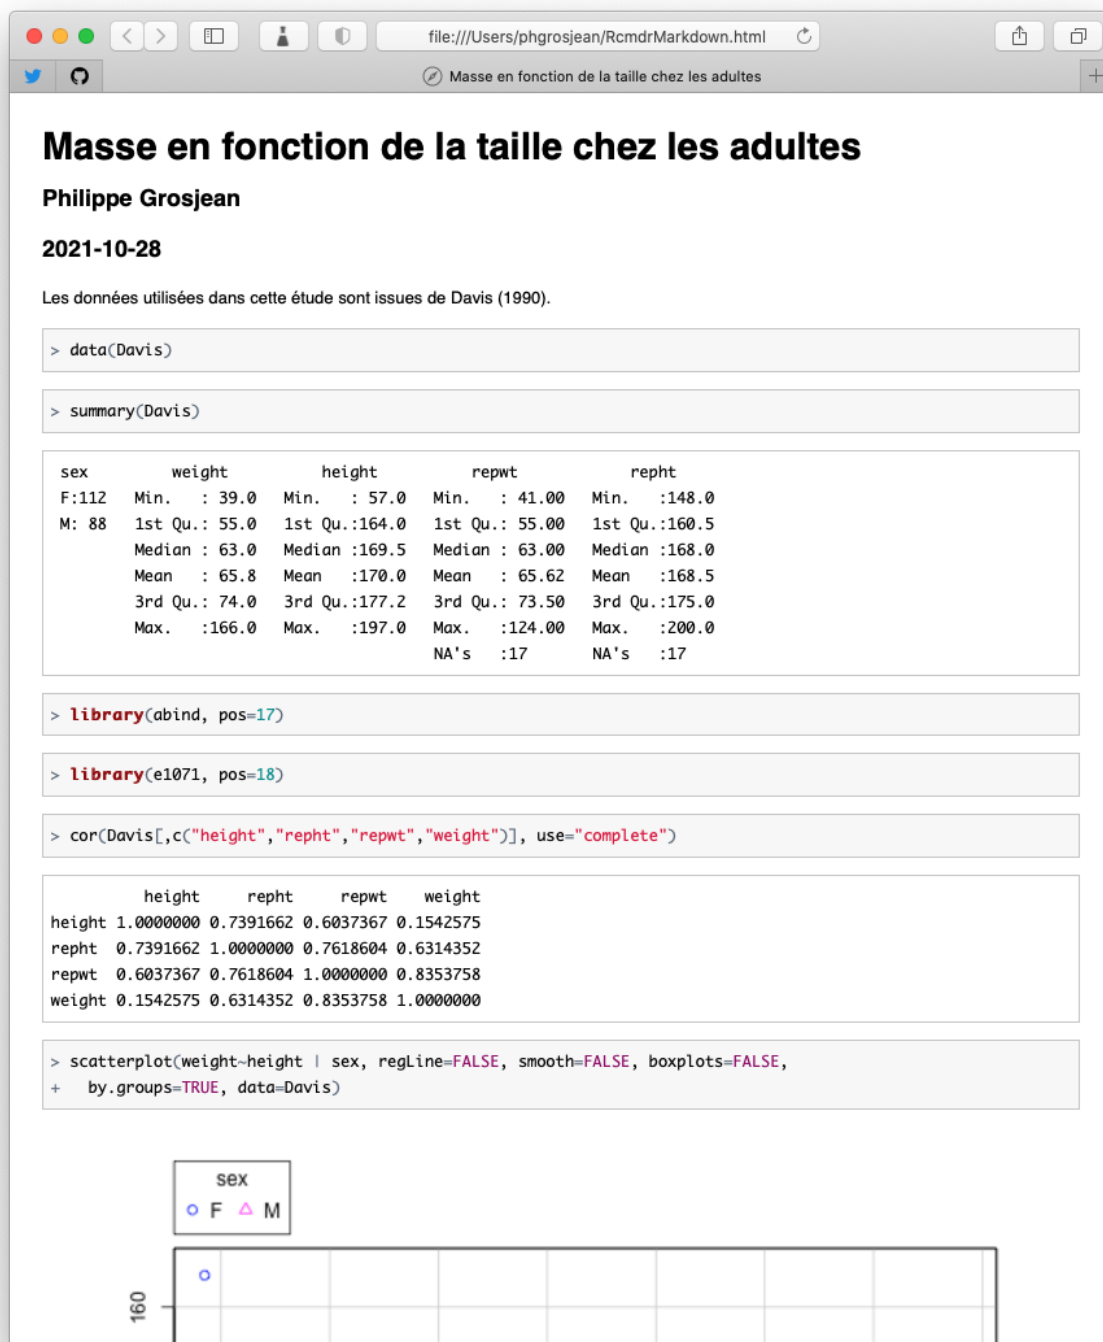 file:///Users/phgrosjean/RcmdrMarkdown.html
Masse en fonction de la taille chez les adultes
Masse en fonction de la taille chez les adultes
Philippe Grosjean
2021-10-28
Les données utilisées dans cette étude sont issues de Davis (1990).
> data(Davis)
> summary(Davis)
sex weight height repwt repht
F:112 Min. : 39.0 Min. : 57.0 Min. : 41.00 Min. :148.0
M: 88 1st Qu.: 55.0 1st Qu.:164.0 1st Qu.: 55.00 1st Qu.:160.5
Median : 63.0 Median :169.5 Median : 63.00 Median :168.0
Mean : 65.8 Mean :170.0 Mean : 65.62 Mean :168.5
3rd Qu.: 74.0 3rd Qu.:177.2 3rd Qu.: 73.50 3rd Qu.:175.0
Max. :166.0 Max. :197.0 Max. :124.00 Max. :200.0
NA's :17 NA's :17
> library(abind, pos=17)
> library(e1071, pos=18)
> cor(Davis[,c("height","repht","repwt","weight")], use="complete")
height repht repwt weight
height 1.0000000 0.7391662 0.6037367 0.1542575
repht 0.7391662 1.0000000 0.7618604 0.6314352
repwt 0.6037367 0.7618604 1.0000000 0.8353758
weight 0.1542575 0.6314352 0.8353758 1.0000000
> scatterplot(weight~height | sex, regLine=FALSE, smooth=FALSE, boxplots=FALSE,
+ by.groups=TRUE, data=Davis)
sex
F M
160